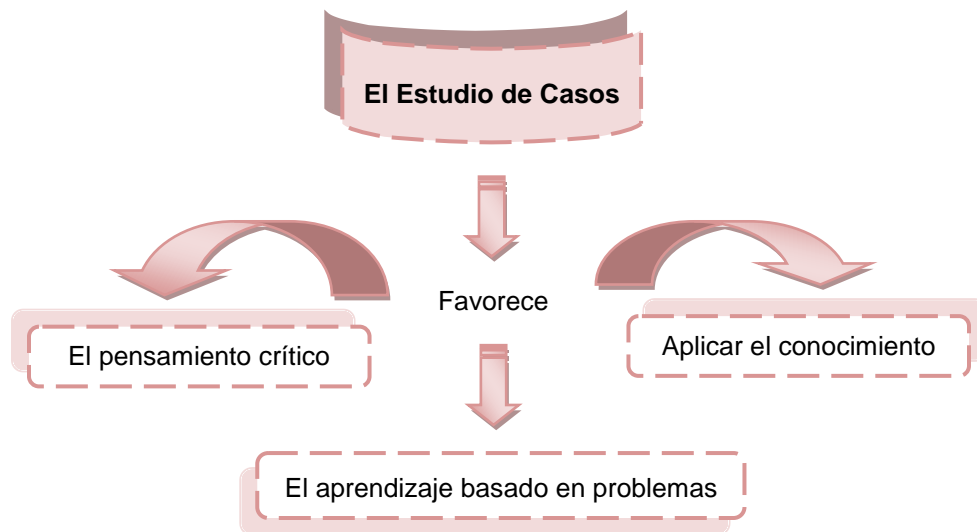 El Estudio de Casos
Favorece
El pensamiento crítico
Aplicar el conocimiento
El aprendizaje basado en problemas